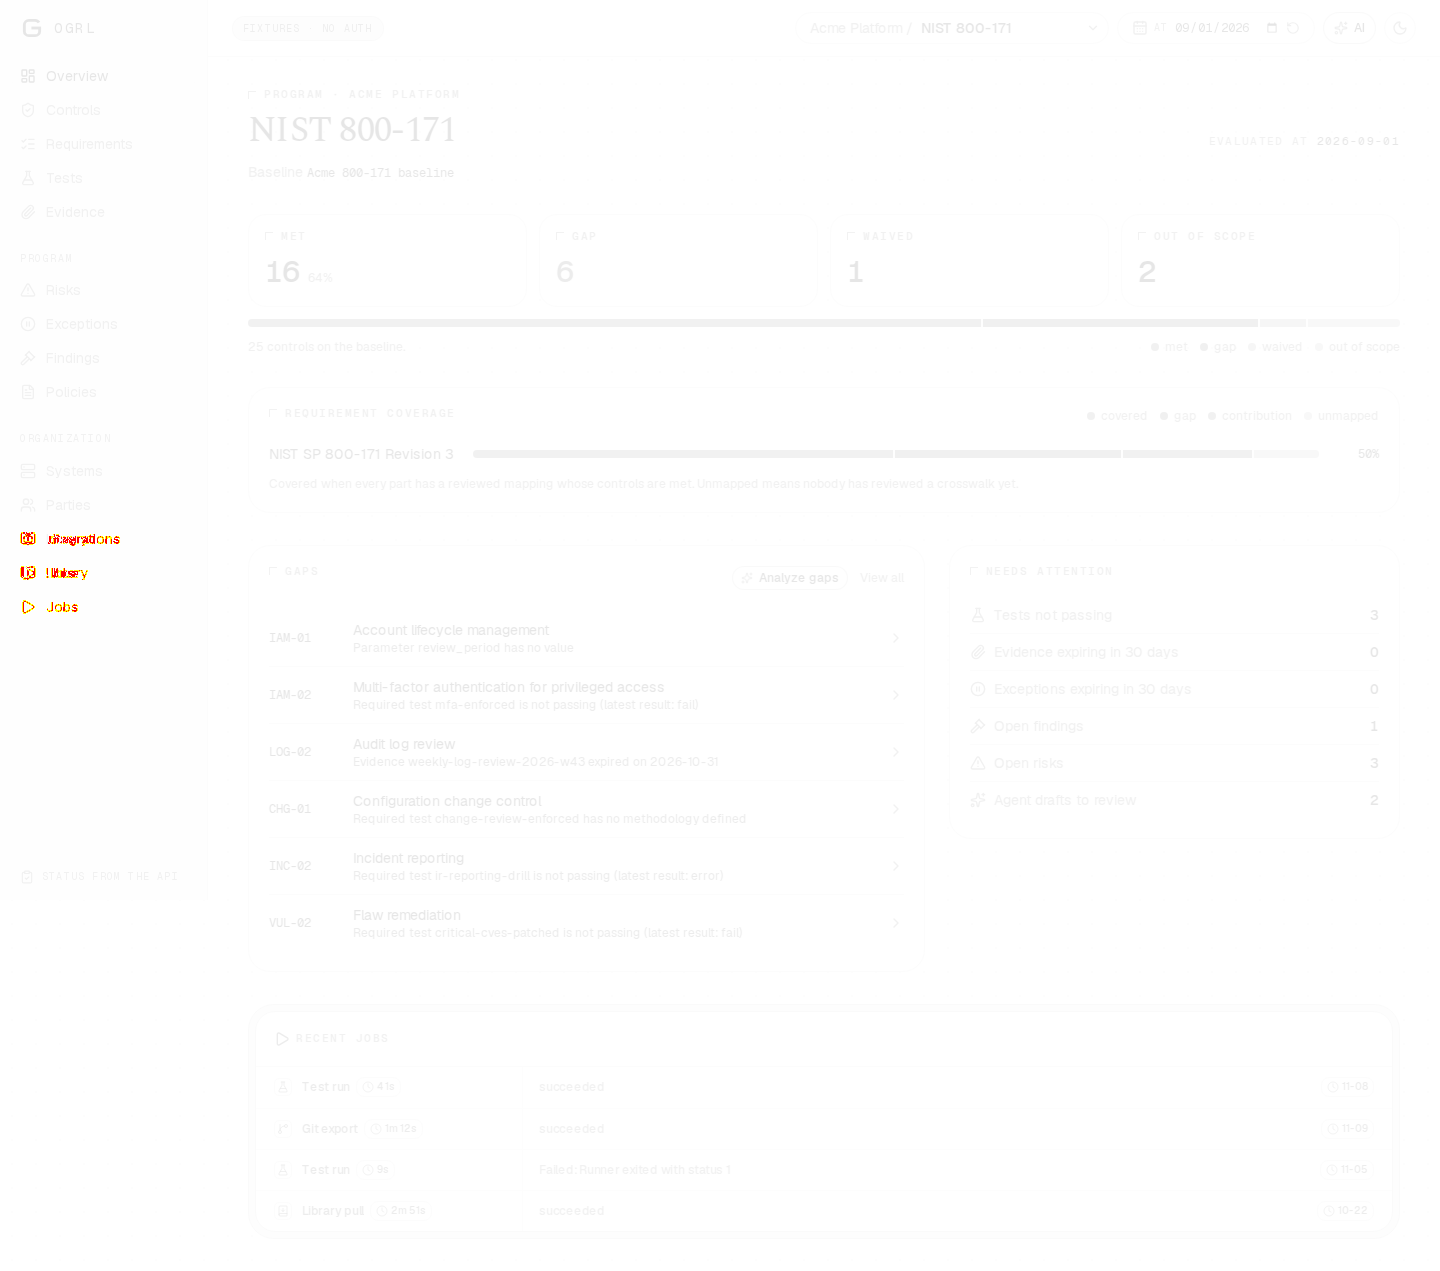 OGRL
FIXTURES NO AUTH
Acme Platform / NIST 800-171
AT 09/01/2026
AI
Overview
Controls
Requirements
Tests
Evidence
PROGRAM
Risks
Exceptions
Findings
Policies
ORGANIZATION
Systems
Parties
Jobs
STATUS FROM THE API
PROGRAM · ACME PLATFORM
NIST 800-171
EVALUATED AT 2026-09-01
Baseline Acme 800-171 baseline
MET
16 64%
GAP
6
WAIVED
1
OUT OF SCOPE
2
25 controls on the baseline.
met gap waived out of scope
REQUIREMENT COVERAGE
covered gap contribution unmapped
NIST SP 800-171 Revision 3 50%
Covered when every part has a reviewed mapping whose controls are met. Unmapped means nobody has reviewed a crosswalk yet.
GAPS
Analyze gaps View all
IAM-01 Account lifecycle management
Parameter review_period has no value
IAM-02 Multi-factor authentication for privileged access
Required test mfa-enforced is not passing (latest result: fail)
LOG-02 Audit log review
Evidence weekly-log-review-2026-w43 expired on 2026-10-31
CHG-01 Configuration change control
Required test change-review-enforced has no methodology defined
INC-02 Incident reporting
Required test ir-reporting-drill is not passing (latest result: error)
VUL-02 Flaw remediation
Required test critical-cves-patched is not passing (latest result: fail)
NEEDS ATTENTION
Tests not passing 3
Evidence expiring in 30 days 0
Exceptions expiring in 30 days 0
Open findings 1
Open risks 3
Agent drafts to review 2
RECENT JOBS
Test run 41s succeeded 11-08
Git export 1m 12s succeeded 11-09
Test run 9s Failed: Runner exited with status 1 11-05
Library pull 2m 51s succeeded 10-22